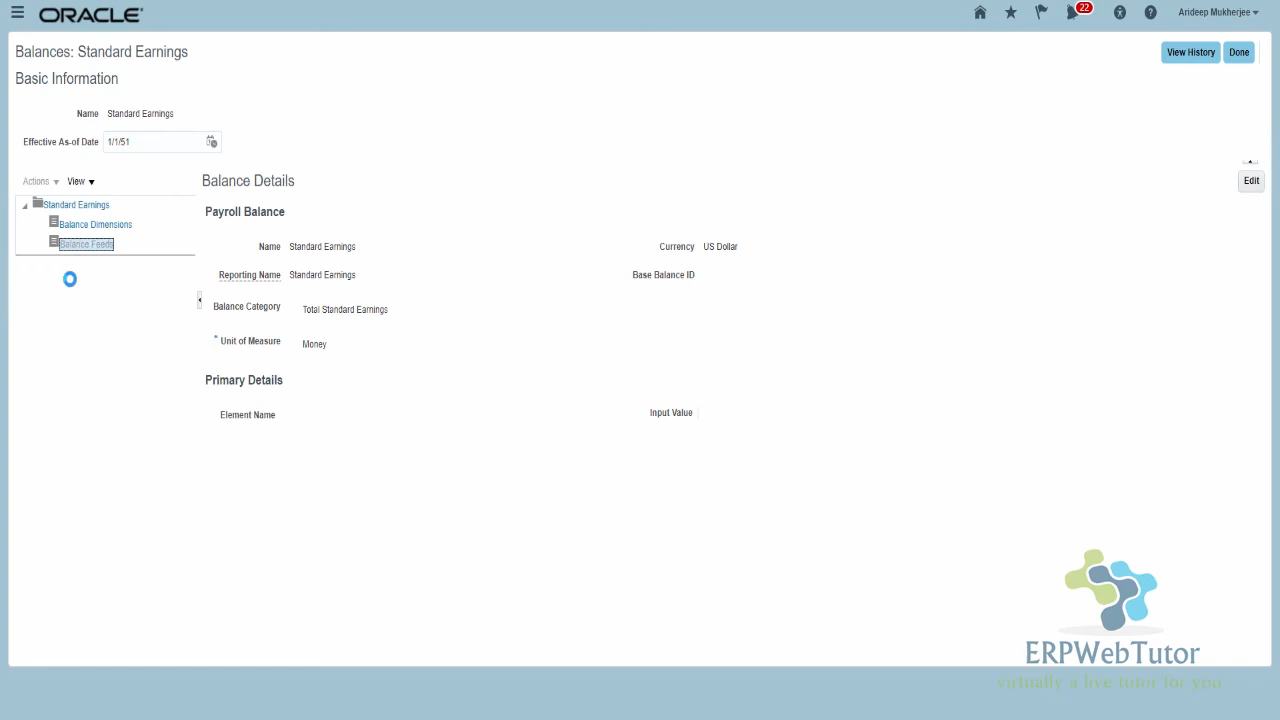 ORACLE
22
Arideep Mukherjee
Balances: Standard Earnings
View History
Done
Basic Information
Name Standard Earnings
Effective As-of Date 1/1/51
Actions
View
Balance Details
Edit
Standard Earnings
Balance Dimensions
Balance Feeds
Payroll Balance
Name Standard Earnings
Currency US Dollar
Reporting Name Standard Earnings
Base Balance ID
Balance Category Total Standard Earnings
* Unit of Measure Money
Primary Details
Element Name
Input Value
ERPWebTutor
virtually a live tutor for you